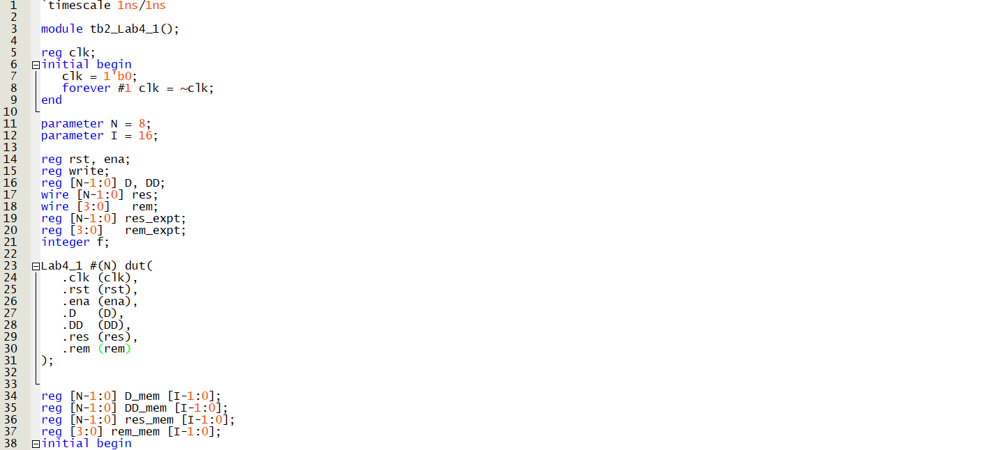 1 `timescale 1ns/1ns
2
3 module tb2_Lab4_1();
4
5 reg clk;
6 initial begin
7    clk = 1'b0;
8    forever #1 clk = ~clk;
9 end
10
11 parameter N = 8;
12 parameter I = 16;
13
14 reg rst, ena;
15 reg write;
16 reg [N-1:0] D, DD;
17 wire [N-1:0] res;
18 wire [3:0]   rem;
19 reg [N-1:0] res_expt;
20 reg [3:0]   rem_expt;
21 integer f;
22
23 Lab4_1 #(N) dut(
24    .clk (clk),
25    .rst (rst),
26    .ena (ena),
27    .D   (D),
28    .DD  (DD),
29    .res (res),
30    .rem (rem)
31 );
32
33
34 reg [N-1:0] D_mem [I-1:0];
35 reg [N-1:0] DD_mem [I-1:0];
36 reg [N-1:0] res_mem [I-1:0];
37 reg [3:0] rem_mem [I-1:0];
38 initial begin